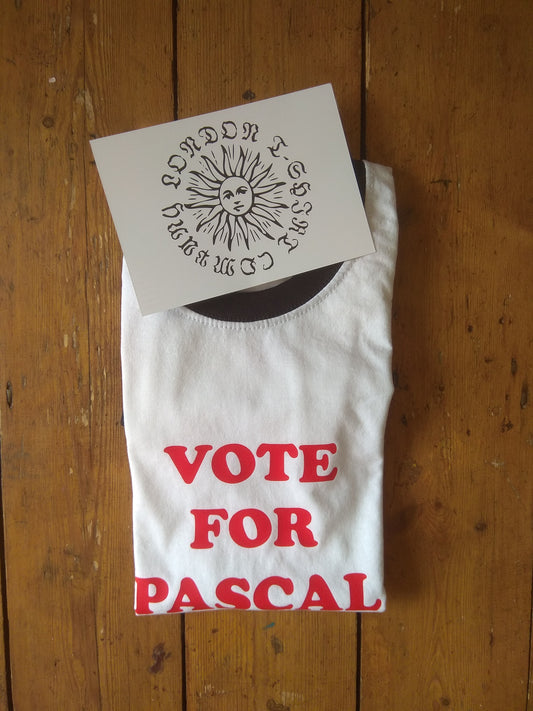 LONDON T-SHIRT COMPANY
VOTE
FOR
PASCAL